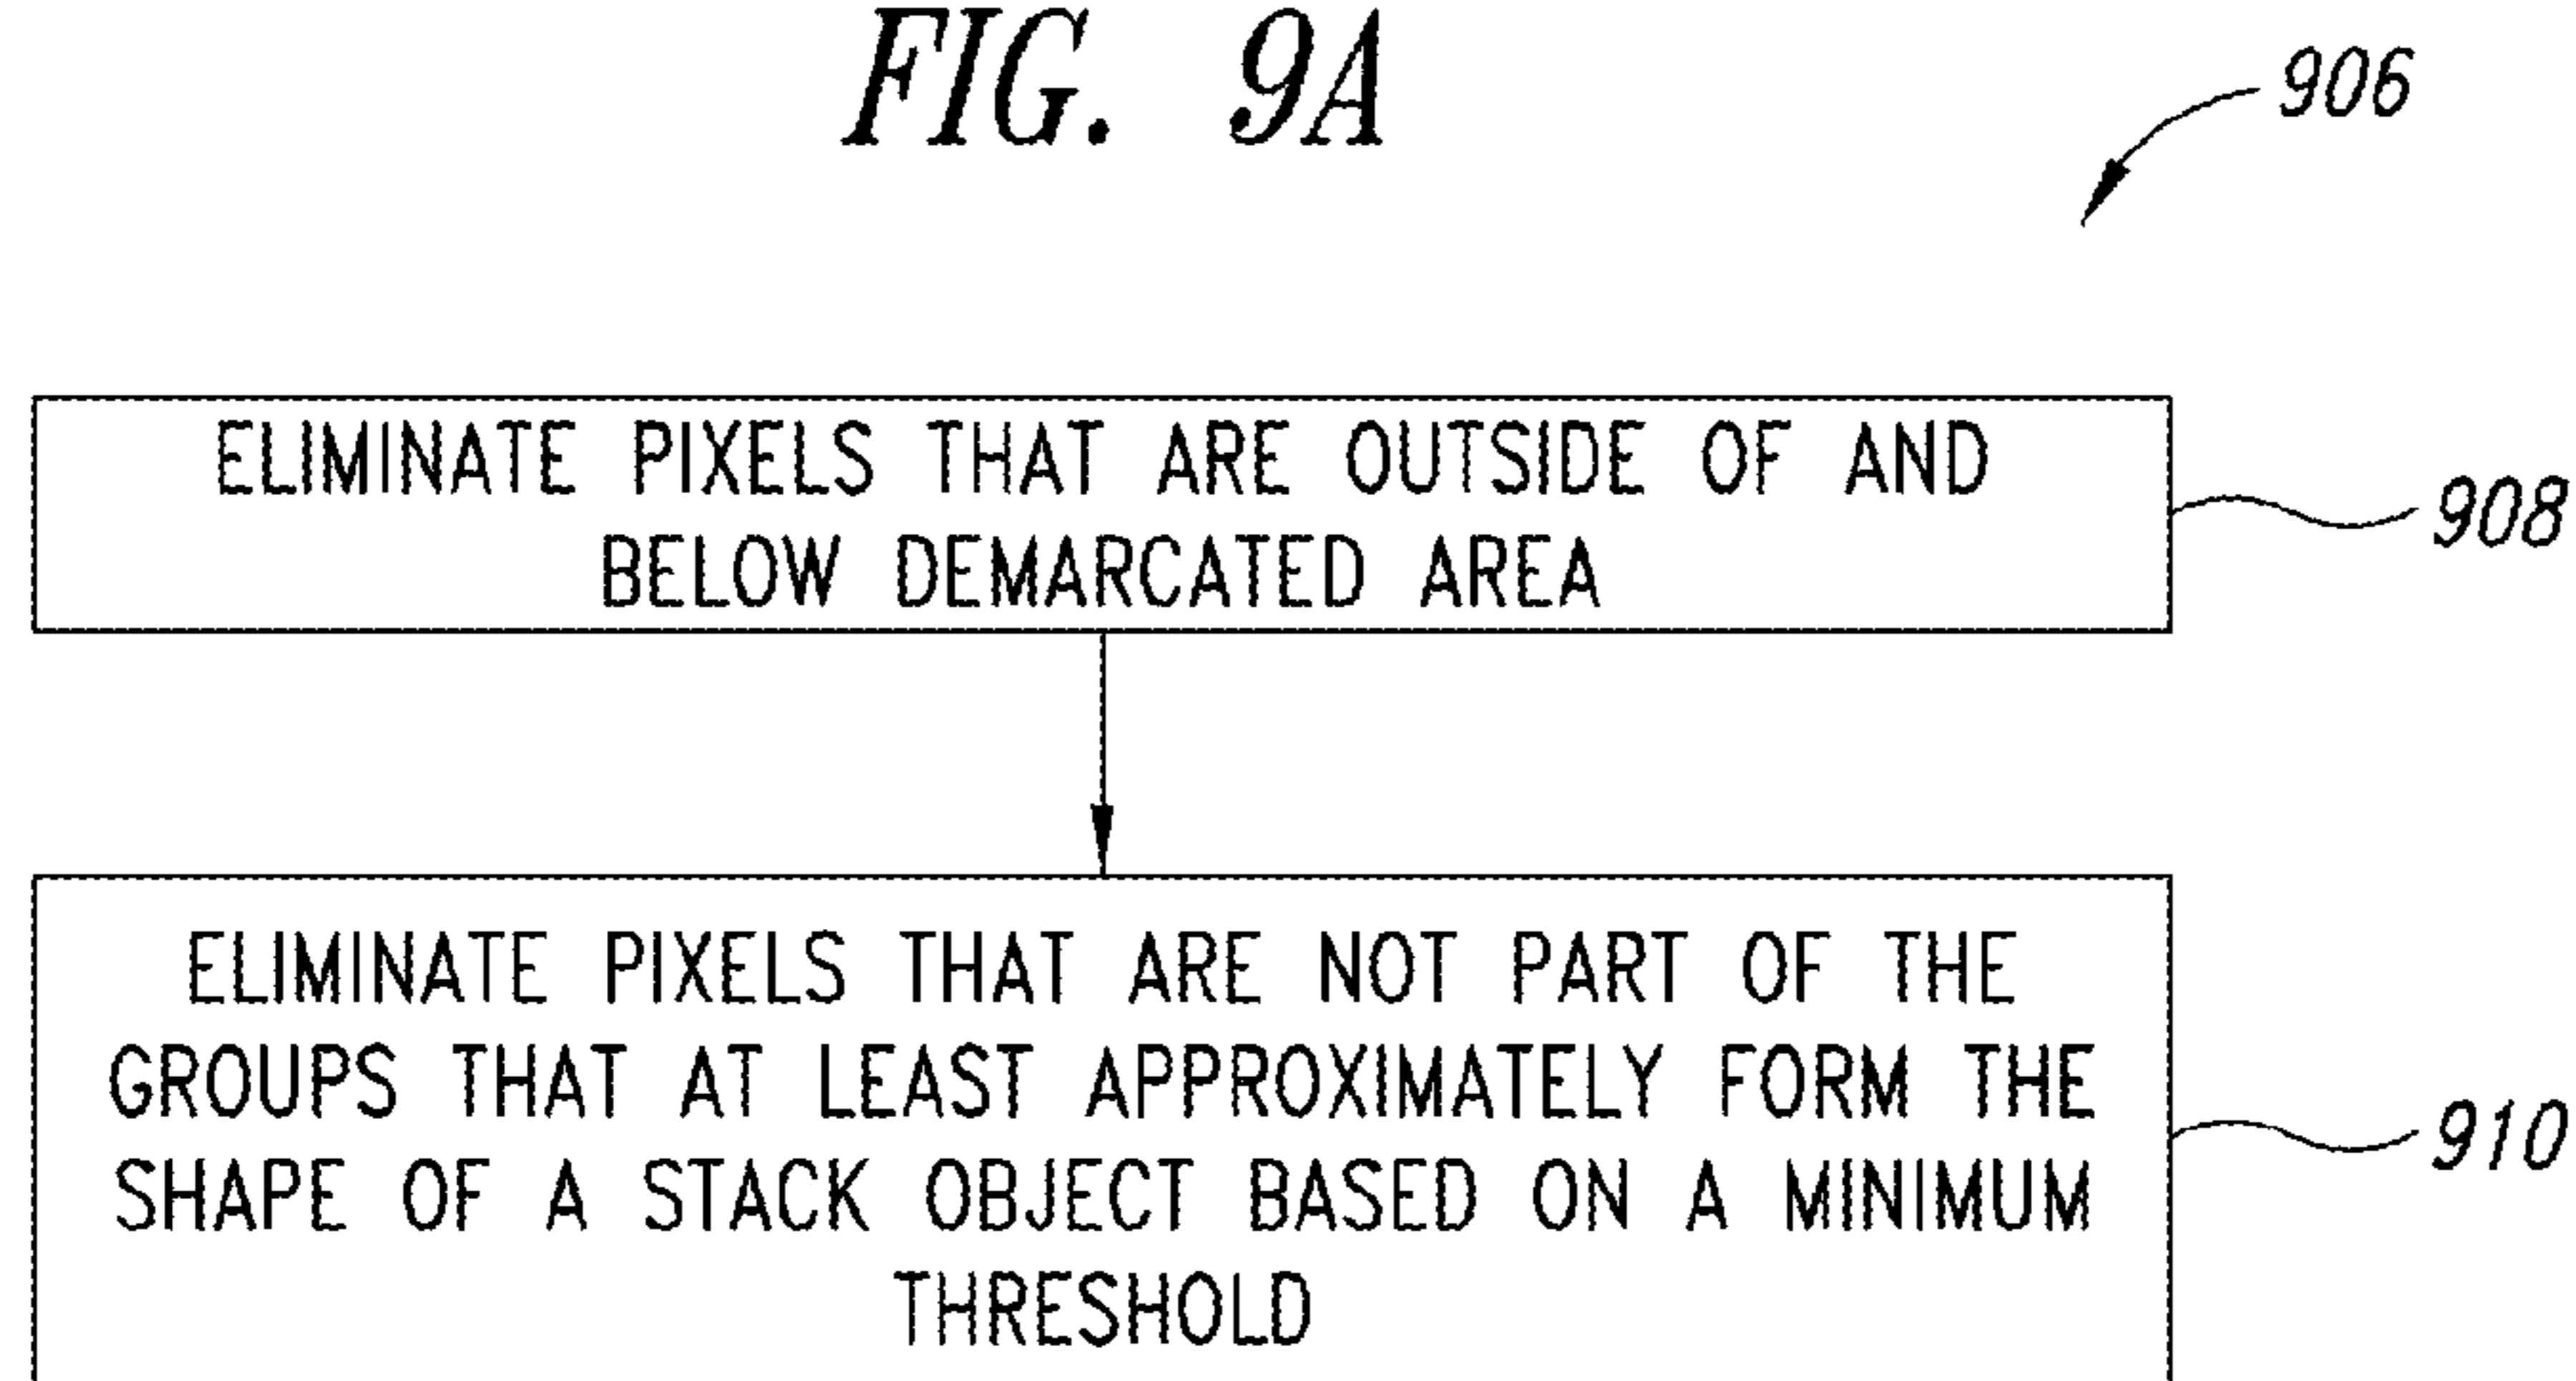 FIG. 9A
906
ELIMINATE PIXELS THAT ARE OUTSIDE OF AND
BELOW DEMARCATED AREA
908
ELIMINATE PIXELS THAT ARE NOT PART OF THE
GROUPS THAT AT LEAST APPROXIMATELY FORM THE
SHAPE OF A STACK OBJECT BASED ON A MINIMUM
THRESHOLD
910